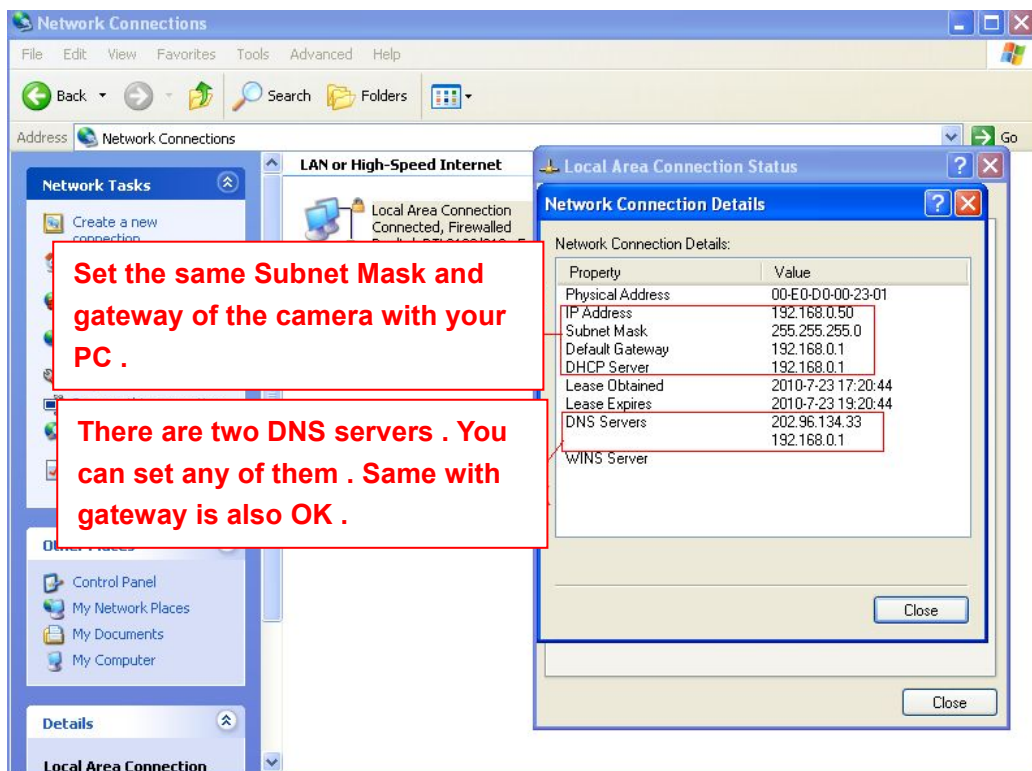 Network Connections
File Edit View Favorites Tools Advanced Help
Back Search Folders
Address Network Connections Go
Network Tasks
Create a new
connection
LAN or High-Speed Internet
Local Area Connection
Connected, Firewalled
Set the same Subnet Mask and
gateway of the camera with your
PC .
There are two DNS servers . You
can set any of them . Same with
gateway is also OK .
Control Panel
My Network Places
My Documents
My Computer
Details
Local Area Connection
Local Area Connection Status
Network Connection Details
Network Connection Details:
Property Value
Physical Address 00-E0-D0-00-23-01
IP Address 192.168.0.50
Subnet Mask 255.255.255.0
Default Gateway 192.168.0.1
DHCP Server 192.168.0.1
Lease Obtained 2010-7-23 17:20:44
Lease Expires 2010-7-23 19:20:44
DNS Servers 202.96.134.33
192.168.0.1
WINS Server
Close
Close